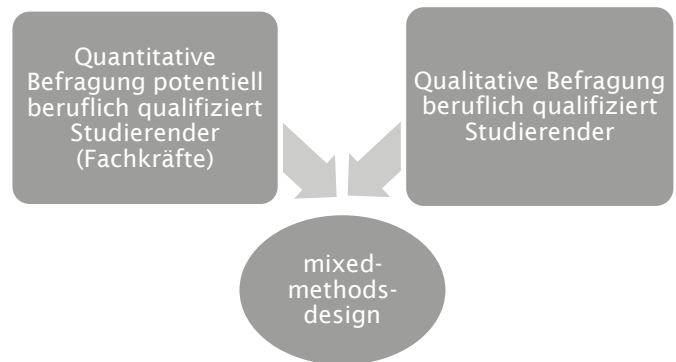 Quantitative
Befragung potentiell
beruflich qualifiziert
Studierender
(Fachkräfte)
Qualitative Befragung
beruflich qualifiziert
Studierender
mixed-
methods-
design